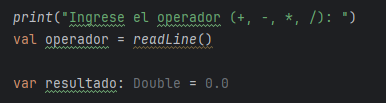 print("Ingrese el operador (+, -, *, /): ")
val operador = readLine()
var resultado: Double = 0.0